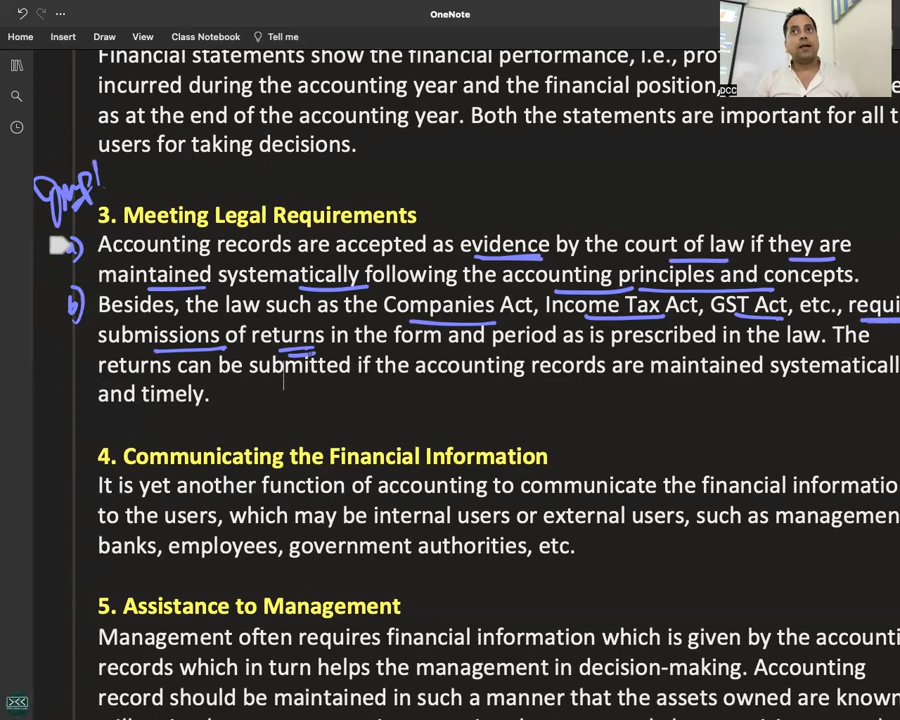 OneNote
Home Insert Draw View Class Notebook Tell me
Financial statements show the financial performance, i.e.,
incurred during the accounting year and the financial position,
as at the end of the accounting year. Both the statements are important for all
users for taking decisions.
3. Meeting Legal Requirements
a) Accounting records are accepted as evidence by the court of law if they are
maintained systematically following the accounting principles and concepts.
b) Besides, the law such as the Companies Act, Income Tax Act, GST Act, etc., requi
submissions of returns in the form and period as is prescribed in the law. The
returns can be submitted if the accounting records are maintained systematicall
and timely.
4. Communicating the Financial Information
It is yet another function of accounting to communicate the financial informatio
to the users, which may be internal users or external users, such as managemen
banks, employees, government authorities, etc.
5. Assistance to Management
Management often requires financial information which is given by the accounti
records which in turn helps the management in decision-making. Accounting
record should be maintained in such a manner that the assets owned are known